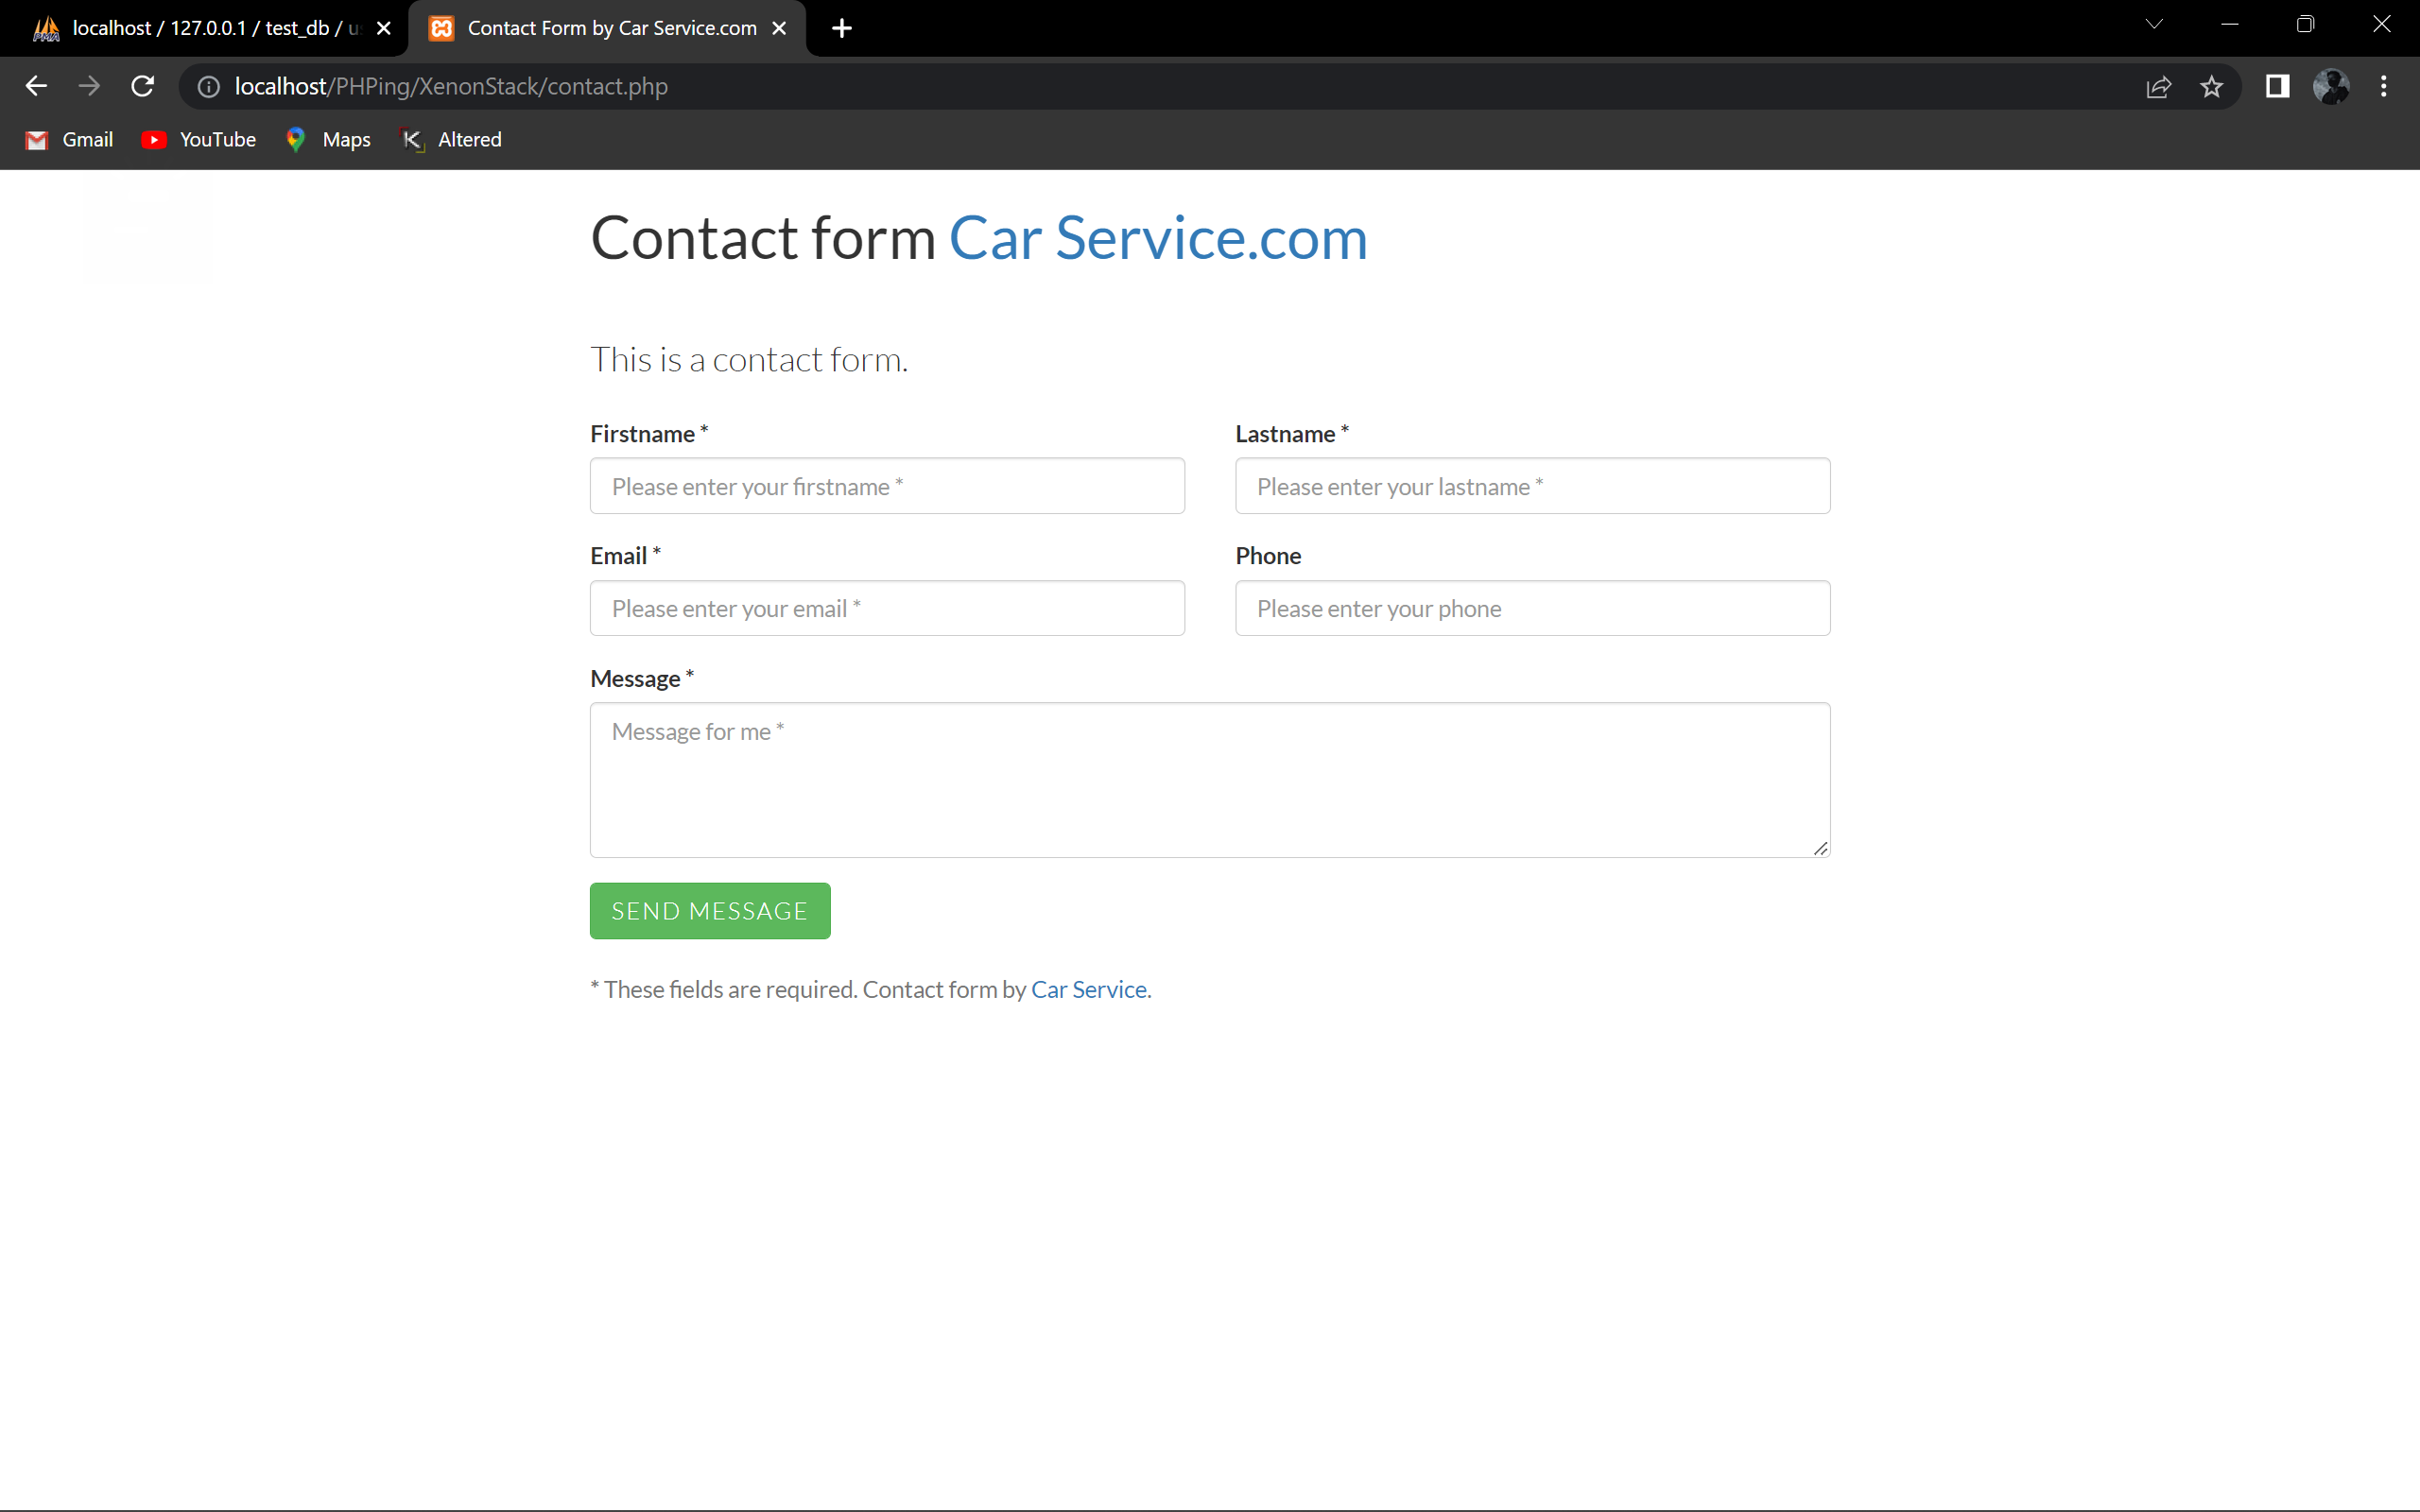 localhost / 127.0.0.1 / test_db / u
Contact Form by Car Service.com
localhost/PHPing/XenonStack/contact.php
Gmail
YouTube
Maps
Altered
Contact form Car Service.com
This is a contact form.
Firstname *
Lastname *
Please enter your firstname *
Please enter your lastname *
Email *
Phone
Please enter your email *
Please enter your phone
Message *
Message for me *
SEND MESSAGE
* These fields are required. Contact form by Car Service.